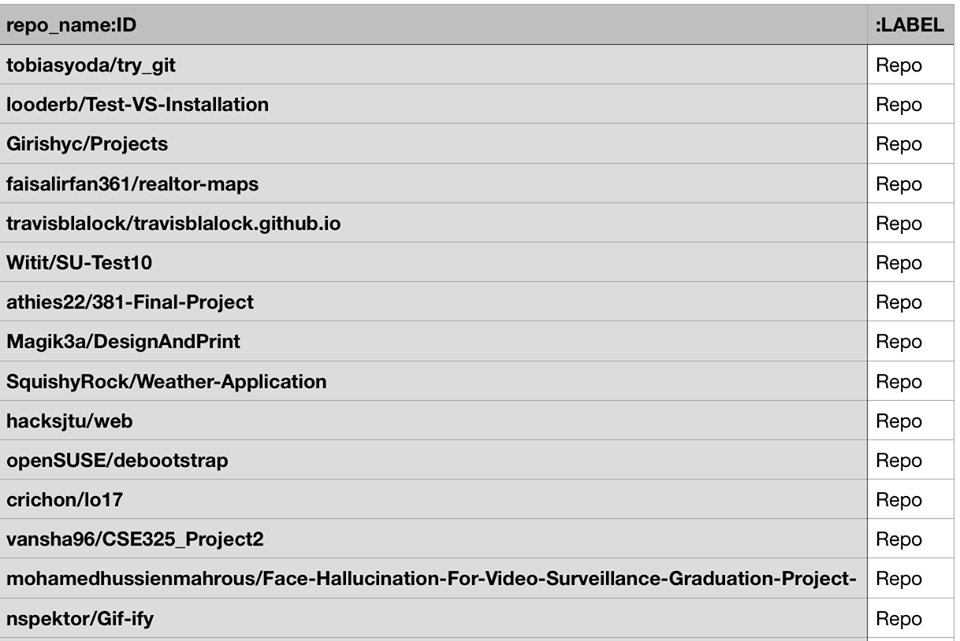 repo_name:ID :LABEL
tobiasyoda/try_git Repo
looderb/Test-VS-Installation Repo
Girishyc/Projects Repo
faisalirfan361/realtor-maps Repo
travisblalock/travisblalock.github.io Repo
Witit/SU-Test10 Repo
athies22/381-Final-Project Repo
Magik3a/DesignAndPrint Repo
SquishyRock/Weather-Application Repo
hacksjtu/web Repo
openSUSE/debootstrap Repo
crichon/lo17 Repo
vansha96/CSE325_Project2 Repo
mohamedhussienmahrous/Face-Hallucination-For-Video-Surveillance-Graduation-Project- Repo
nspektor/Gif-ify Repo